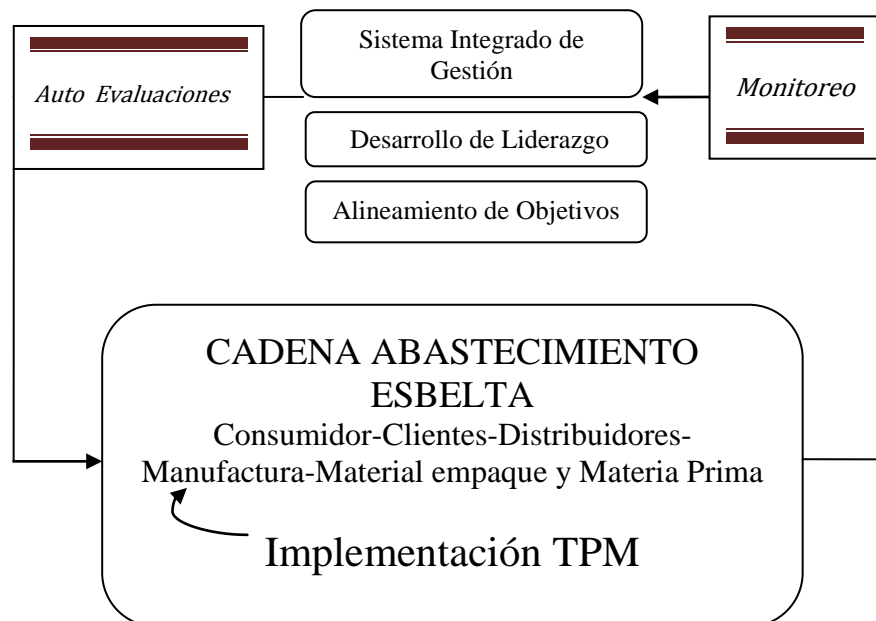 Sistema Integrado de
Gestión
Auto Evaluaciones
Monitoreo
Desarrollo de Liderazgo
Alineamiento de Objetivos
CADENA ABASTECIMIENTO
ESBELTA
Consumidor-Clientes-Distribuidores-
Manufactura-Material empaque y Materia Prima
Implementación TPM